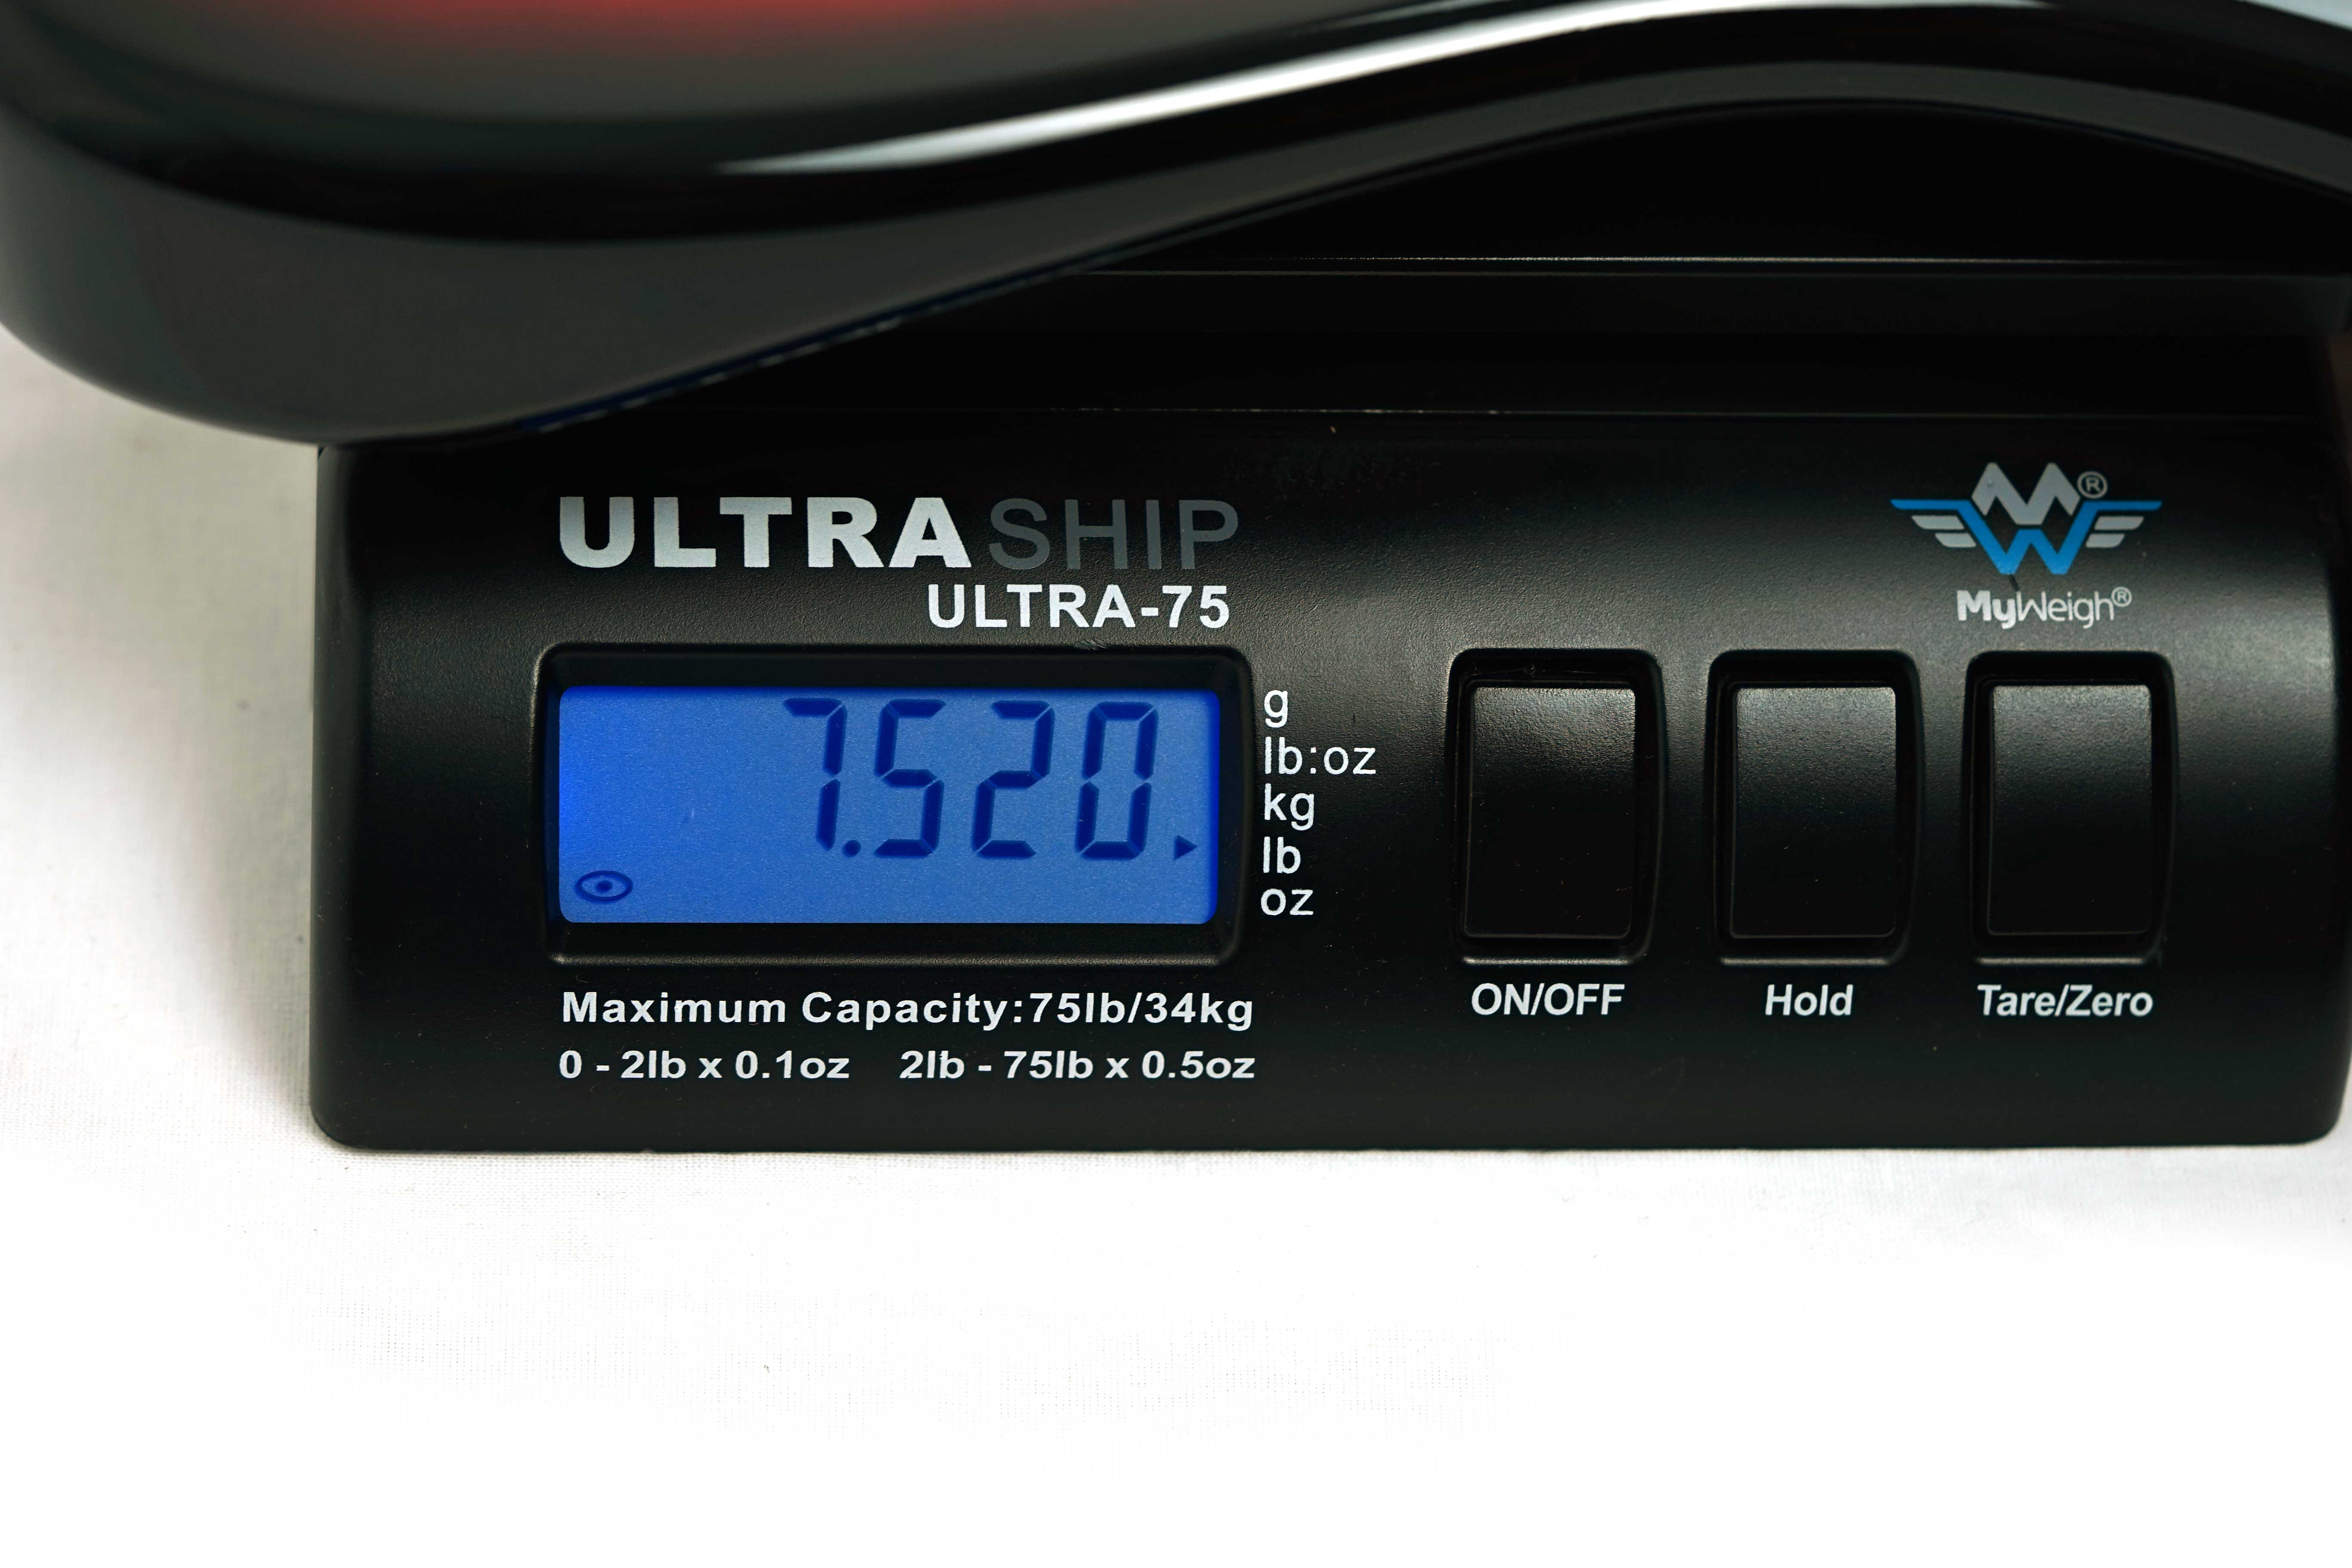 ULTRA SHIP
ULTRA-75
MW®
MyWeigh®
7.520
g
lb:oz
kg
lb
oz
Maximum Capacity:75lb/34kg
0 - 2lb x 0.1oz 2lb - 75lb x 0.5oz
ON/OFF
Hold
Tare/Zero